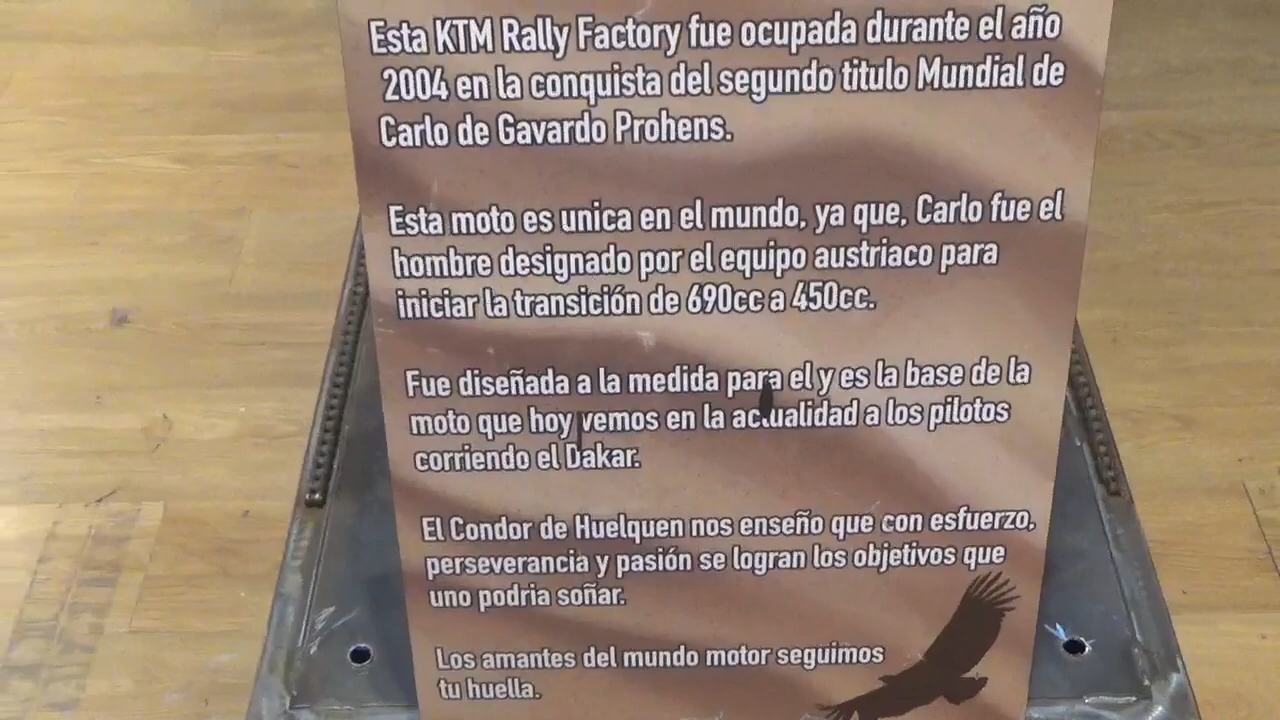 Esta KTM Rally Factory fue ocupada durante el año
2004 en la conquista del segundo titulo Mundial de
Carlo de Gavardo Prohens.
Esta moto es unica en el mundo, ya que, Carlo fue el
hombre designado por el equipo austriaco para
iniciar la transición de 690cc a 450cc.
Fue diseñada a la medida para el y es la base de la
moto que hoy vemos en la actualidad a los pilotos
corriendo el Dakar.
El Condor de Huelquen nos enseño que con esfuerzo,
perseverancia y pasión se logran los objetivos que
uno podria soñar.
Los amantes del mundo motor seguimos
tu huella.